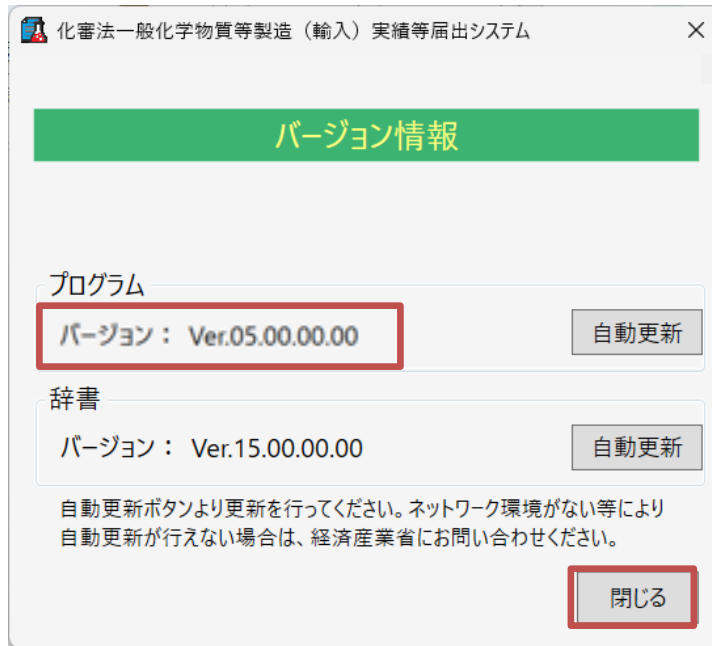 化審法一般化学物質等製造（輸入）実績等届出システム
バージョン情報
プログラム
バージョン： Ver.05.00.00.00
自動更新
辞書
バージョン： Ver.15.00.00.00
自動更新
自動更新ボタンより更新を行ってください。ネットワーク環境がない等により
自動更新が行えない場合は、経済産業省にお問い合わせください。
閉じる